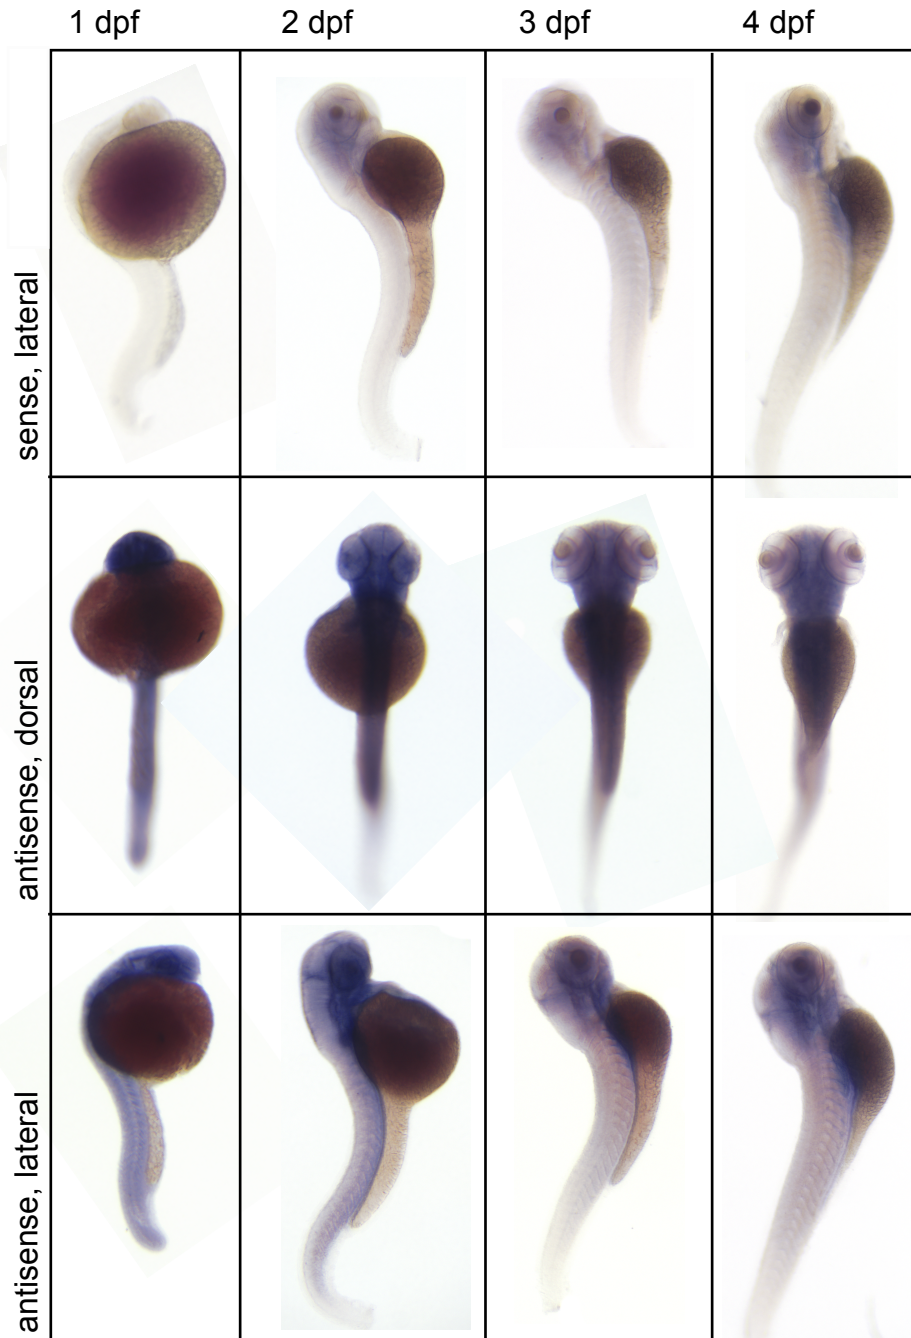 1 dpf
2 dpf
3 dpf
4 dpf
sense, lateral
antisense, dorsal
antisense, lateral